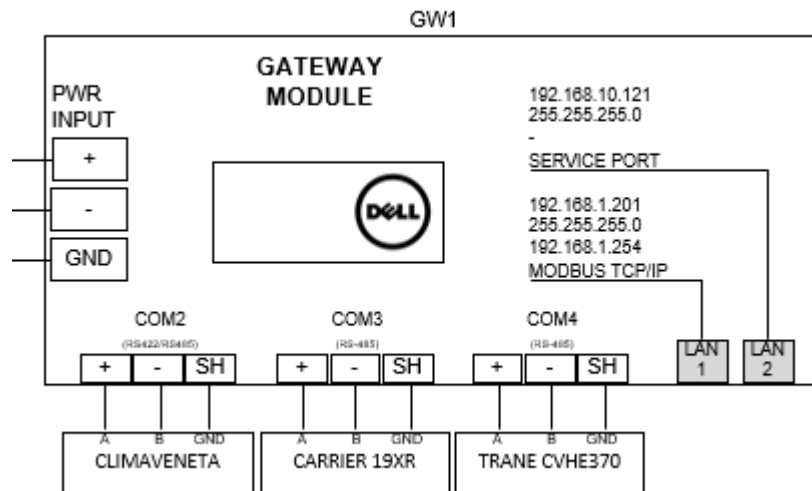 GW1
GATEWAY
MODULE
PWR
INPUT
+
-
GND
DELL
192.168.10.121
255.255.255.0
-
SERVICE PORT
192.168.1.201
255.255.255.0
192.168.1.254
MODBUS TCP/IP
COM2
(RS422/RS485)
+ - SH
COM3
(RS-485)
+ - SH
COM4
(RS-485)
+ - SH
LAN
1
LAN
2
A B GND
CLIMAVENETA
A B GND
CARRIER 19XR
A B GND
TRANE CVHE370